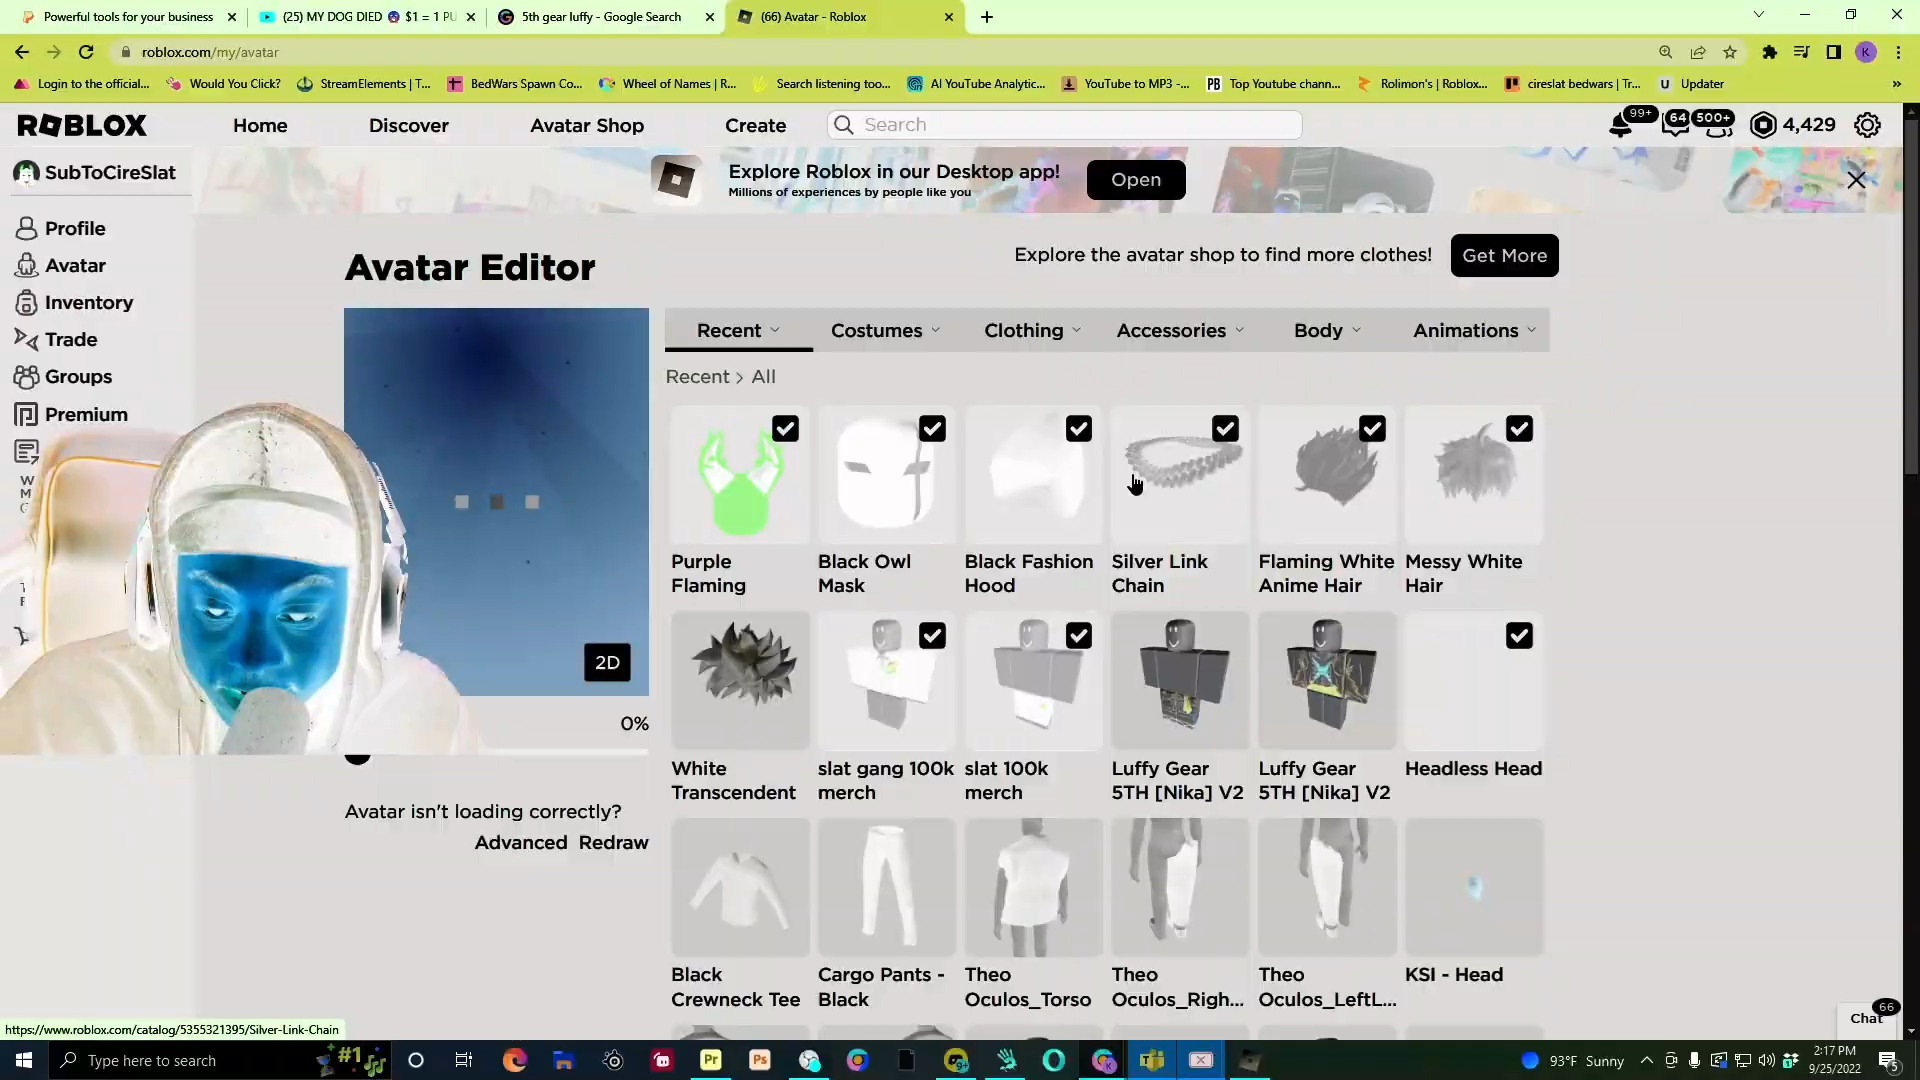 Powerful tools for your business
(25) MY DOG DIED 😱 $1 = 1 PU
5th gear luffy - Google Search
(66) Avatar - Roblox
roblox.com/my/avatar
K
Login to the official...
Would You Click?
StreamElements | T...
BedWars Spawn Co...
Wheel of Names | R...
Search listening too...
AI YouTube Analytic...
YouTube to MP3 -...
PB
Top Youtube chann...
Rolimon's | Roblox...
cireslat bedwars | Tr...
U
Updater
»
ROBLOX
Home
Discover
Avatar Shop
Create
Search
99+
64
500+
4,429
SubToCireSlat
Explore Roblox in our Desktop app!
Millions of experiences by people like you
Open
Profile
Avatar
Inventory
Trade
Groups
Premium
Avatar Editor
Explore the avatar shop to find more clothes!
Get More
Recent
Costumes
Clothing
Accessories
Body
Animations
Recent > All
Purple
Flaming
Black Owl
Mask
Black Fashion
Hood
Silver Link
Chain
Flaming White
Anime Hair
Messy White
Hair
2D
0%
White
Transcendent
slat gang 100k
merch
slat 100k
merch
Luffy Gear
5TH [Nika] V2
Luffy Gear
5TH [Nika] V2
Headless Head
Avatar isn't loading correctly?
Advanced
Redraw
Black
Crewneck Tee
Cargo Pants -
Black
Theo
Oculos_Torso
Theo
Oculos_Righ...
Theo
Oculos_LeftL...
KSI - Head
Chat
66
https://www.roblox.com/catalog/5355321395/Silver-Link-Chain
Type here to search
#1
Pr
Ps
93°F Sunny
2:17 PM
9/25/2022
5